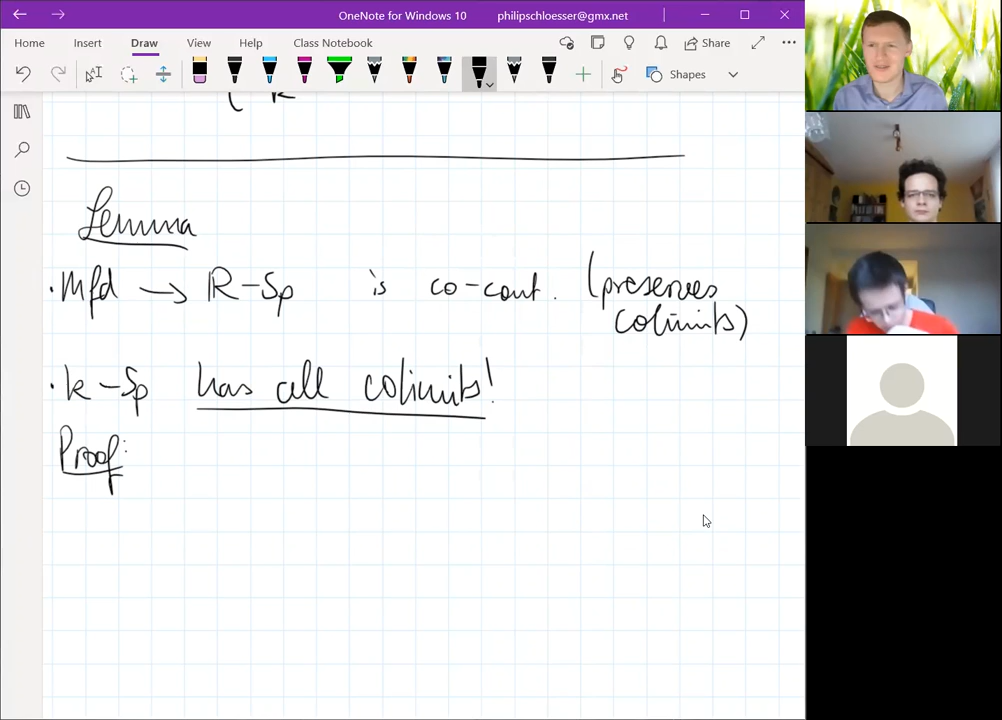 OneNote for Windows 10
philipschloesser@gmx.net
Home Insert Draw View Help Class Notebook Share
Shapes
( k
Lemma
· Mfd → ℝ-Sp is co-cont. (preserves
colimits)
· k-Sp has all colimits!
Proof: